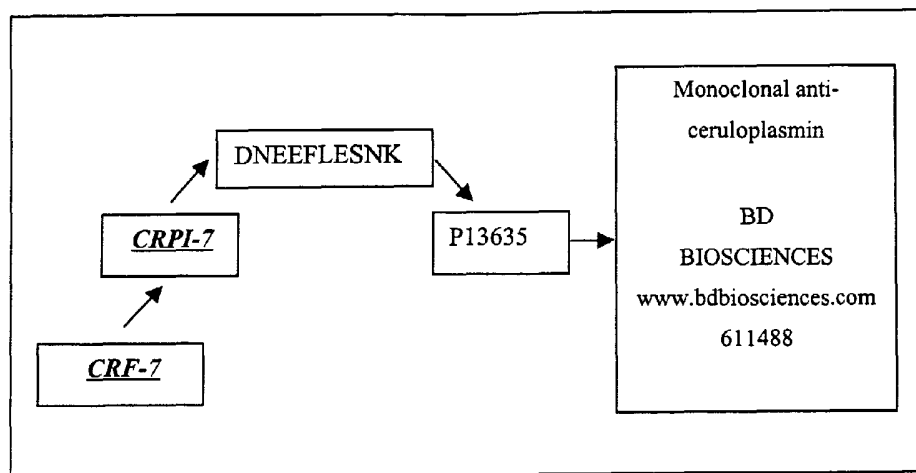 Monoclonal anti-
ceruloplasmin
BD
BIOSCIENCES
www.bdbiosciences.com
611488
DNEEFLESNK
P13635
CRPI-7
CRF-7